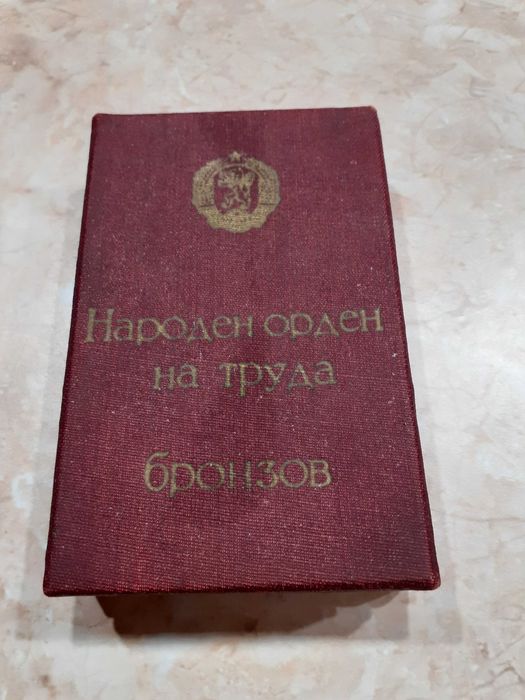 Народен орден
на труда
бронзов